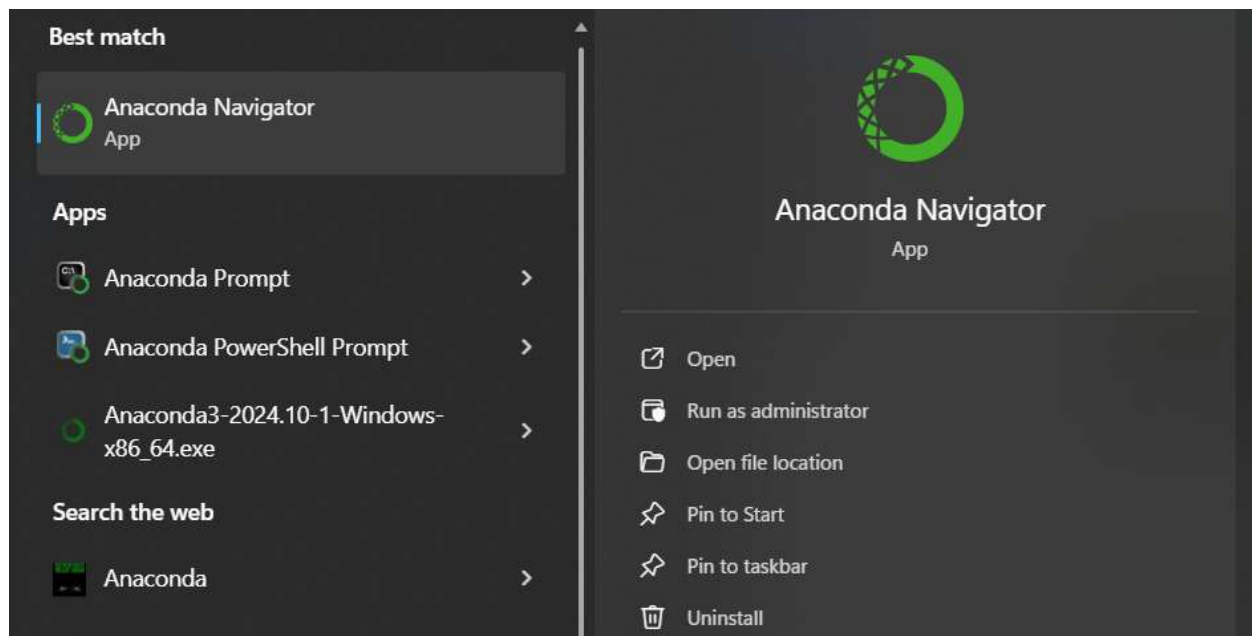 Best match
Anaconda Navigator
App
Apps
Anaconda Prompt
Anaconda PowerShell Prompt
Anaconda3-2024.10-1-Windows-
x86_64.exe
Search the web
Anaconda
Anaconda Navigator
App
Open
Run as administrator
Open file location
Pin to Start
Pin to taskbar
Uninstall